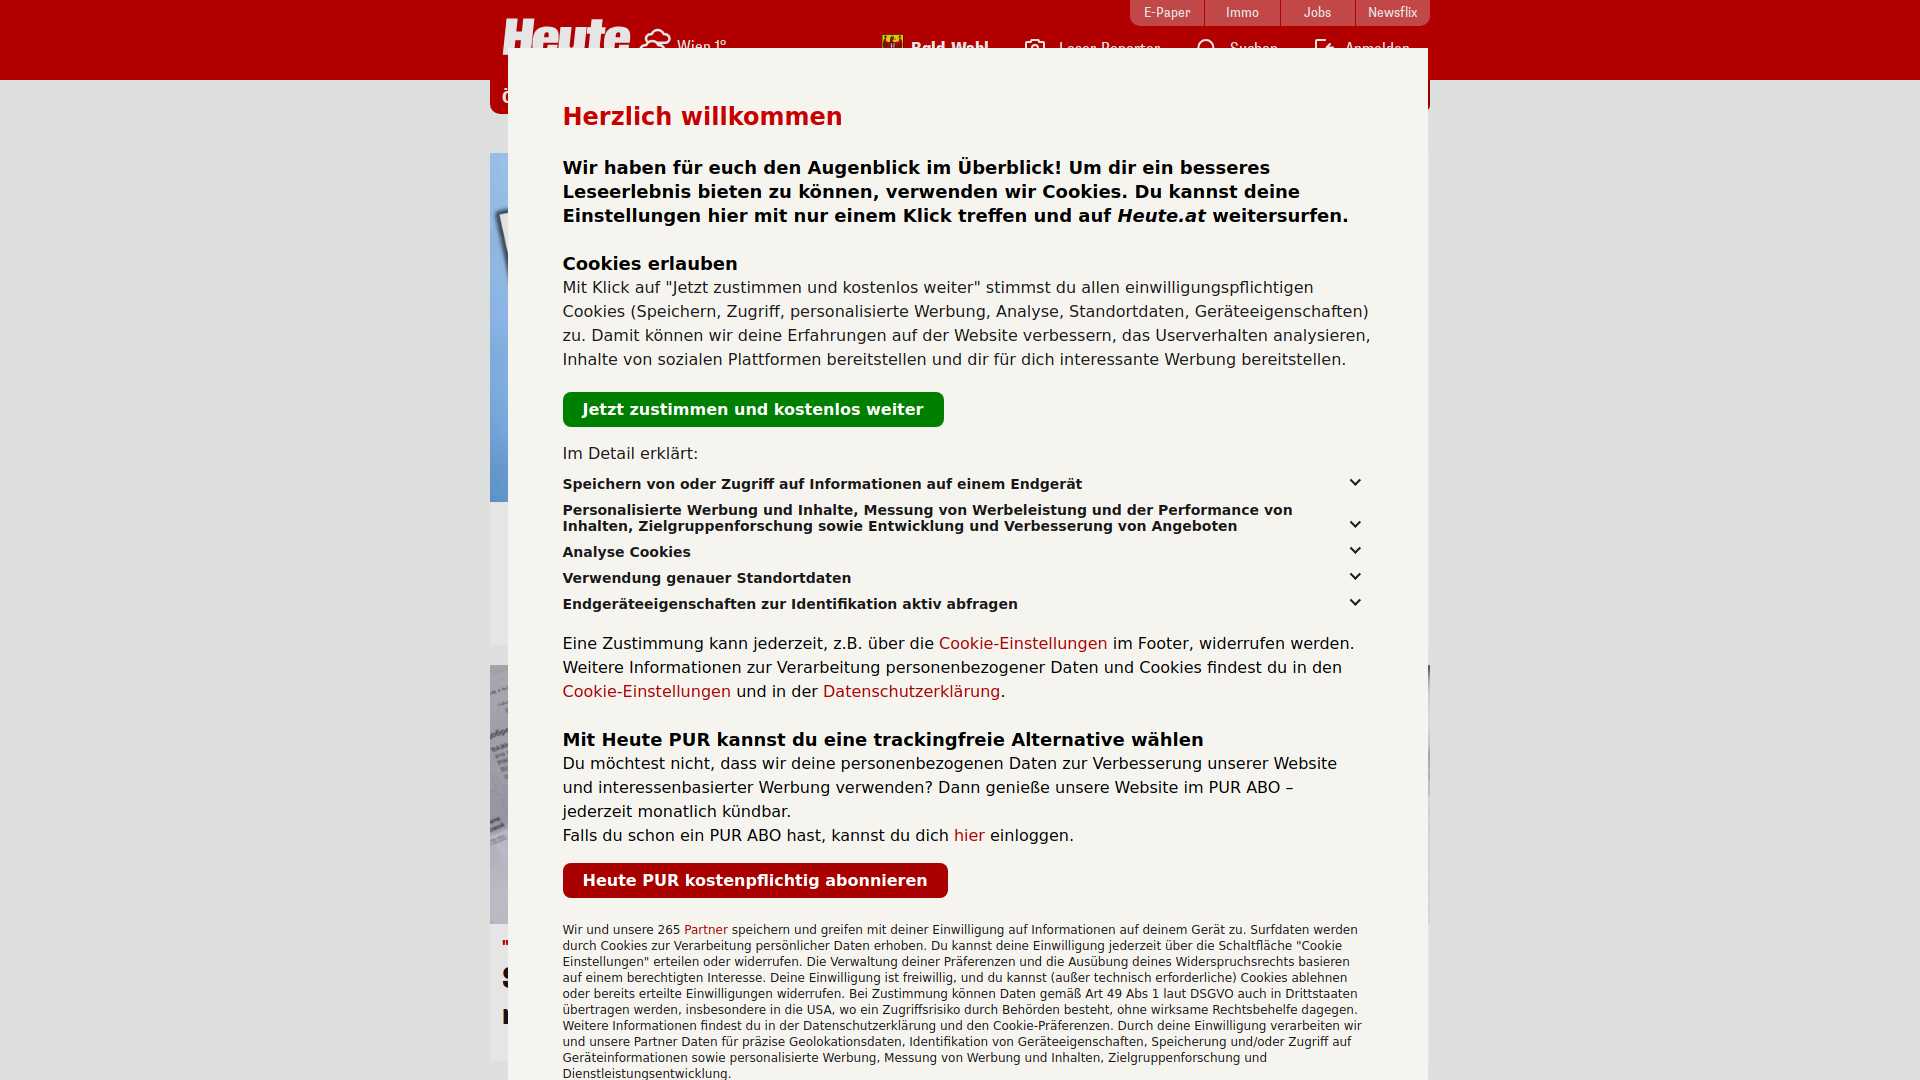 E-Paper Immo Jobs Newsflix
Heute Wien 1° Bgld-Wahl Leser-Reporter Suchen Anmelden
Herzlich willkommen
Wir haben für euch den Augenblick im Überblick! Um dir ein besseres
Leseerlebnis bieten zu können, verwenden wir Cookies. Du kannst deine
Einstellungen hier mit nur einem Klick treffen und auf Heute.at weitersurfen.
Cookies erlauben
Mit Klick auf "Jetzt zustimmen und kostenlos weiter" stimmst du allen einwilligungspflichtigen
Cookies (Speichern, Zugriff, personalisierte Werbung, Analyse, Standortdaten, Geräteeigenschaften)
zu. Damit können wir deine Erfahrungen auf der Website verbessern, das Userverhalten analysieren,
Inhalte von sozialen Plattformen bereitstellen und dir für dich interessante Werbung bereitstellen.
Jetzt zustimmen und kostenlos weiter
Im Detail erklärt:
Speichern von oder Zugriff auf Informationen auf einem Endgerät
Personalisierte Werbung und Inhalte, Messung von Werbeleistung und der Performance von
Inhalten, Zielgruppenforschung sowie Entwicklung und Verbesserung von Angeboten
Analyse Cookies
Verwendung genauer Standortdaten
Endgeräteeigenschaften zur Identifikation aktiv abfragen
Eine Zustimmung kann jederzeit, z.B. über die Cookie-Einstellungen im Footer, widerrufen werden.
Weitere Informationen zur Verarbeitung personenbezogener Daten und Cookies findest du in den
Cookie-Einstellungen und in der Datenschutzerklärung.
Mit Heute PUR kannst du eine trackingfreie Alternative wählen
Du möchtest nicht, dass wir deine personenbezogenen Daten zur Verbesserung unserer Website
und interessenbasierter Werbung verwenden? Dann genieße unsere Website im PUR ABO –
jederzeit monatlich kündbar.
Falls du schon ein PUR ABO hast, kannst du dich hier einloggen.
Heute PUR kostenpflichtig abonnieren
Wir und unsere 265 Partner speichern und greifen mit deiner Einwilligung auf Informationen auf deinem Gerät zu. Surfdaten werden
durch Cookies zur Verarbeitung persönlicher Daten erhoben. Du kannst deine Einwilligung jederzeit über die Schaltfläche "Cookie
Einstellungen" erteilen oder widerrufen. Die Verwaltung deiner Präferenzen und die Ausübung deines Widerspruchsrechts basieren
auf einem berechtigten Interesse. Deine Einwilligung ist freiwillig, und du kannst (außer technisch erforderliche) Cookies ablehnen
oder bereits erteilte Einwilligungen widerrufen. Bei Zustimmung können Daten gemäß Art 49 Abs 1 laut DSGVO auch in Drittstaaten
übertragen werden, insbesondere in die USA, wo ein Zugriffsrisiko durch Behörden besteht, ohne wirksame Rechtsbehelfe dagegen.
Weitere Informationen findest du in der Datenschutzerklärung und den Cookie-Präferenzen. Durch deine Einwilligung verarbeiten wir
und unsere Partner Daten für präzise Geolokationsdaten, Identifikation von Geräteeigenschaften, Speicherung und/oder Zugriff auf
Geräteinformationen sowie personalisierte Werbung, Messung von Werbung und Inhalten, Zielgruppenforschung und
Dienstleistungsentwicklung.